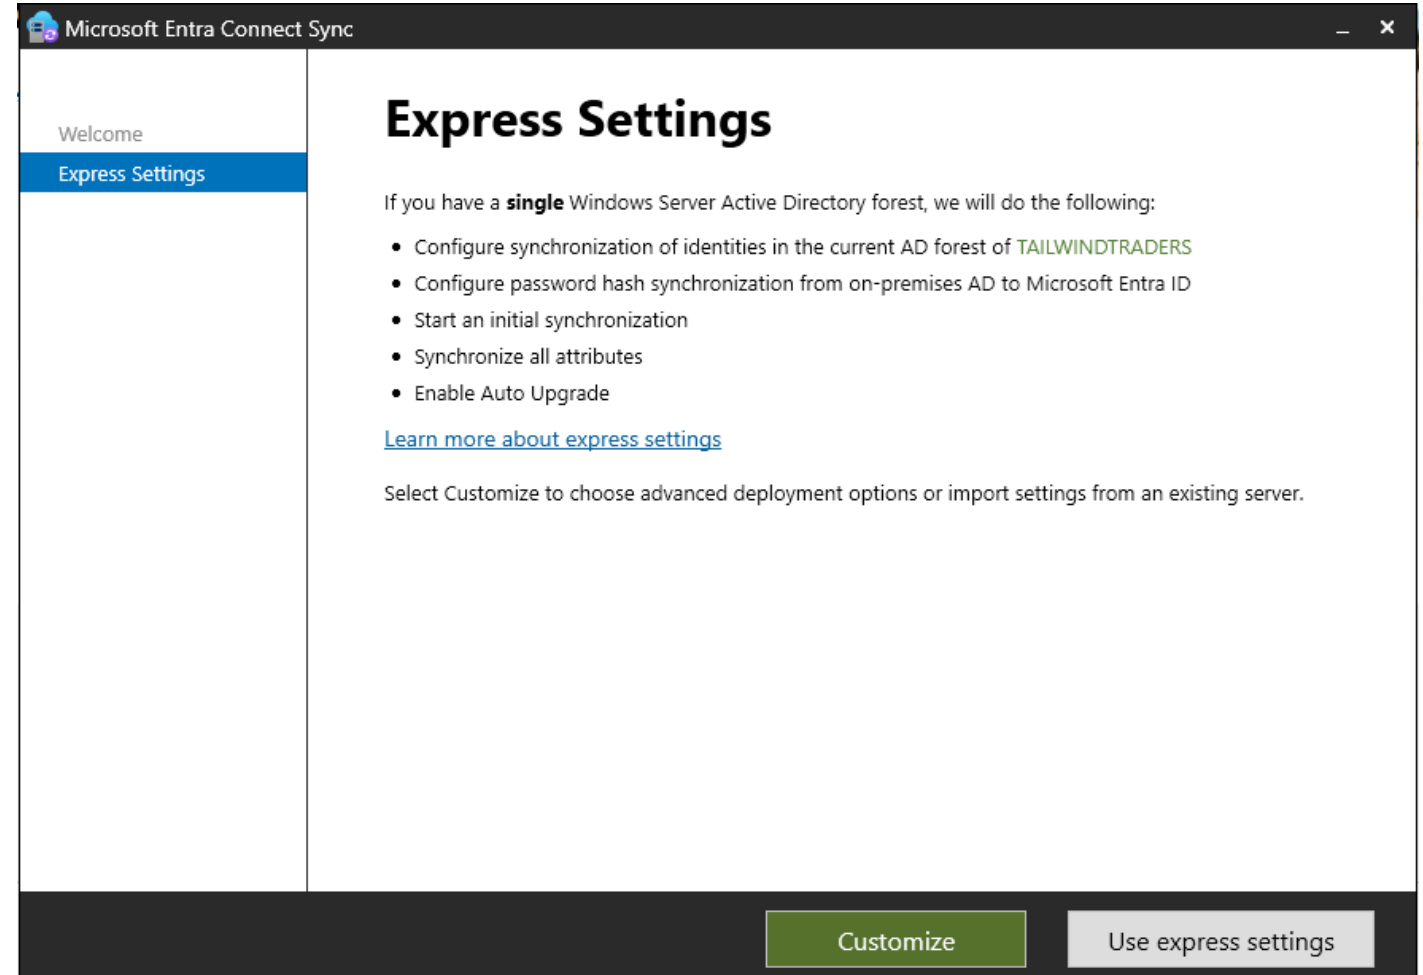 Microsoft Entra Connect Sync
Welcome
Express Settings
Express Settings
If you have a single Windows Server Active Directory forest, we will do the following:
• Configure synchronization of identities in the current AD forest of TAILWINDTRADERS
• Configure password hash synchronization from on-premises AD to Microsoft Entra ID
• Start an initial synchronization
• Synchronize all attributes
• Enable Auto Upgrade
Learn more about express settings
Select Customize to choose advanced deployment options or import settings from an existing server.
Customize
Use express settings